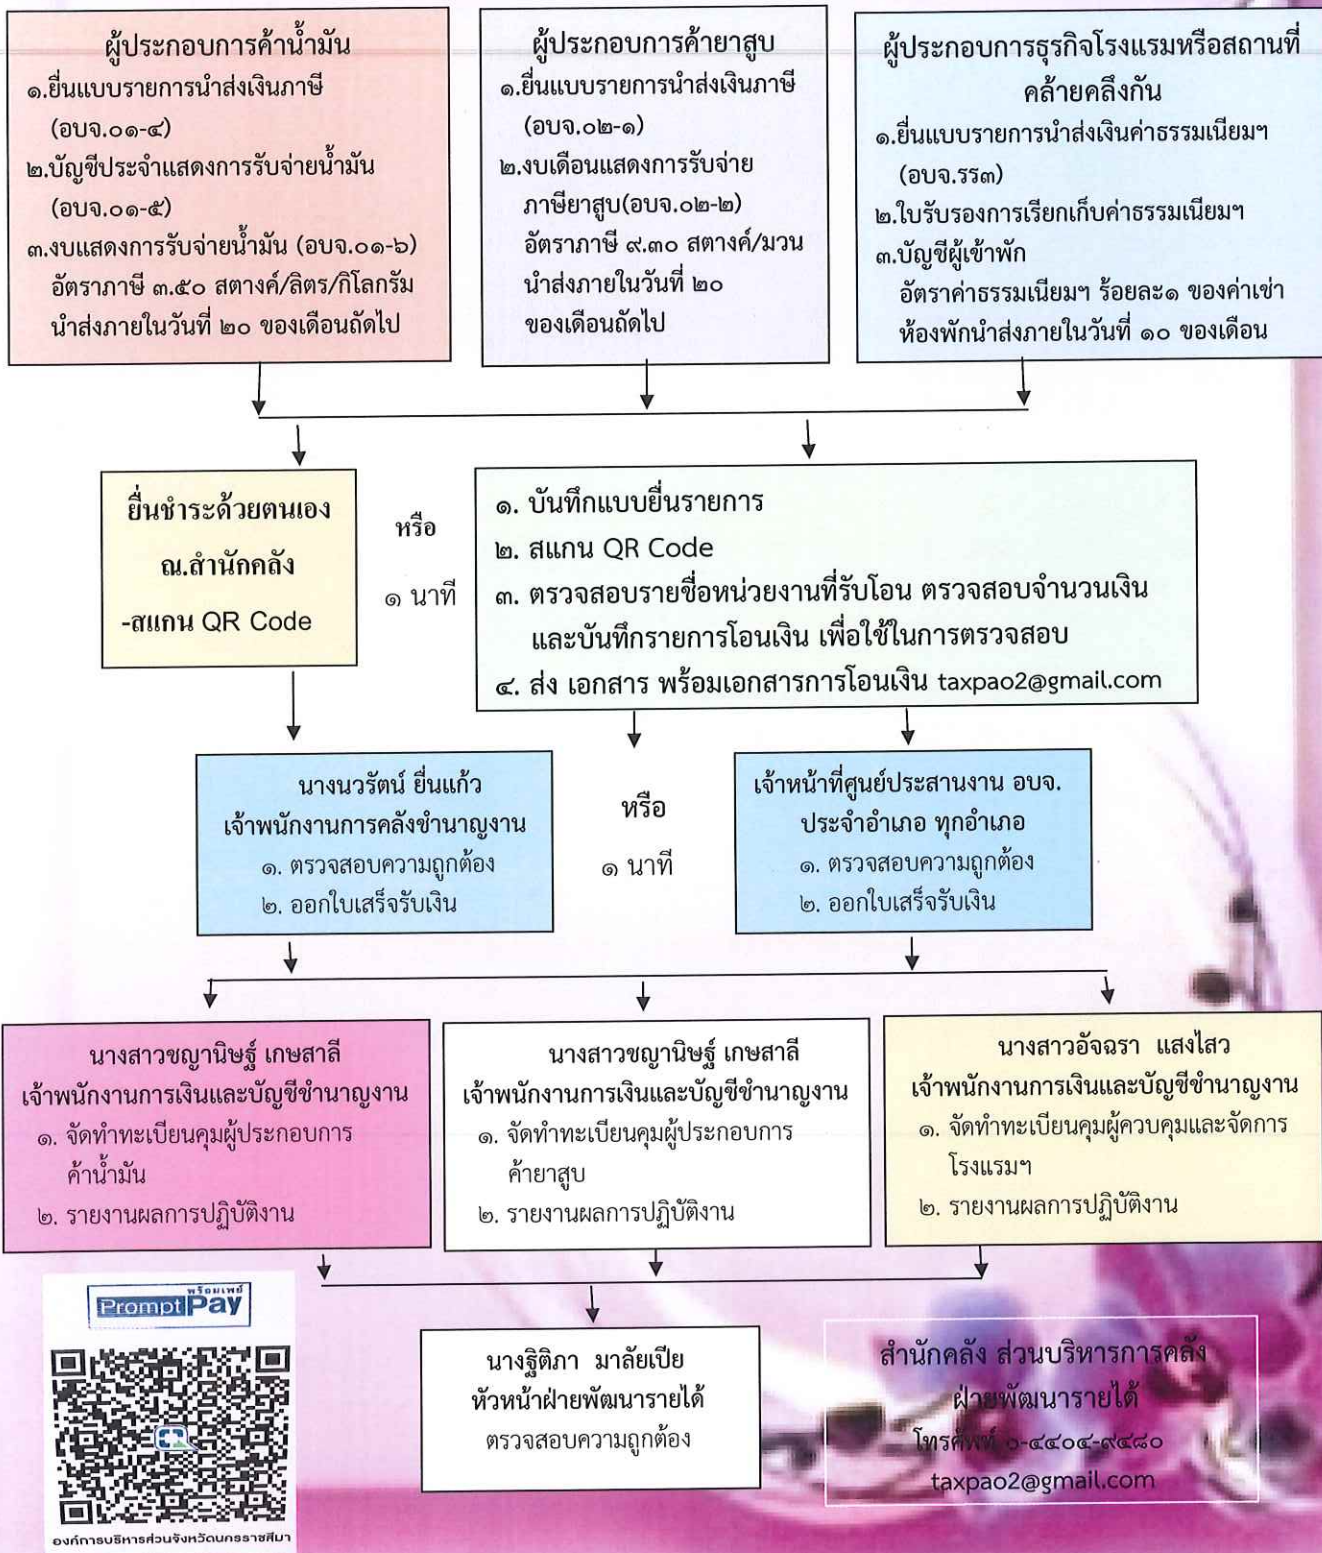 ผู้ประกอบการค้าน้ำมัน
๑.ยื่นแบบรายการนำส่งเงินภาษี
(อบจ.๐๑-๔)
๒.บัญชีประจำแสดงการรับจ่ายน้ำมัน
(อบจ.๐๑-๕)
๓.งบแสดงการรับจ่ายน้ำมัน (อบจ.๐๑-๖)
อัตราภาษี ๓.๕๐ สตางค์/ลิตร/กิโลกรัม
นำส่งภายในวันที่ ๒๐ ของเดือนถัดไป
ผู้ประกอบการค้ายาสูบ
๑.ยื่นแบบรายการนำส่งเงินภาษี
(อบจ.๐๒-๑)
๒.งบเดือนแสดงการรับจ่าย
ภาษียาสูบ(อบจ.๐๒-๒)
อัตราภาษี ๙.๓๐ สตางค์/มวน
นำส่งภายในวันที่ ๒๐
ของเดือนถัดไป
ผู้ประกอบการธุรกิจโรงแรมหรือสถานที่
คล้ายคลึงกัน
๑.ยื่นแบบรายการนำส่งเงินค่าธรรมเนียมฯ
(อบจ.รร๓)
๒.ใบรับรองการเรียกเก็บค่าธรรมเนียมฯ
๓.บัญชีผู้เข้าพัก
อัตราค่าธรรมเนียมฯ ร้อยละ๑ ของค่าเช่า
ห้องพักนำส่งภายในวันที่ ๑๐ ของเดือน
ยื่นชำระด้วยตนเอง
ณ.สำนักคลัง
-สแกน QR Code
หรือ
๑ นาที
๑. บันทึกแบบยื่นรายการ
๒. สแกน QR Code
๓. ตรวจสอบรายชื่อหน่วยงานที่รับโอน ตรวจสอบจำนวนเงิน
และบันทึกรายการโอนเงิน เพื่อใช้ในการตรวจสอบ
๔. ส่ง เอกสาร พร้อมเอกสารการโอนเงิน taxpao2@gmail.com
นางนวรัตน์ ยื่นแก้ว
เจ้าพนักงานการคลังชำนาญงาน
๑. ตรวจสอบความถูกต้อง
๒. ออกใบเสร็จรับเงิน
หรือ
๑ นาที
เจ้าหน้าที่ศูนย์ประสานงาน อบจ.
ประจำอำเภอ ทุกอำเภอ
๑. ตรวจสอบความถูกต้อง
๒. ออกใบเสร็จรับเงิน
นางสาวชญานิษฐ์ เกษสาลี
เจ้าพนักงานการเงินและบัญชีชำนาญงาน
๑. จัดทำทะเบียนคุมผู้ประกอบการ
ค้าน้ำมัน
๒. รายงานผลการปฏิบัติงาน
นางสาวชญานิษฐ์ เกษสาลี
เจ้าพนักงานการเงินและบัญชีชำนาญงาน
๑. จัดทำทะเบียนคุมผู้ประกอบการ
ค้ายาสูบ
๒. รายงานผลการปฏิบัติงาน
นางสาวอัจฉรา แสงไสว
เจ้าพนักงานการเงินและบัญชีชำนาญงาน
๑. จัดทำทะเบียนคุมผู้ควบคุมและจัดการ
โรงแรมฯ
๒. รายงานผลการปฏิบัติงาน
พร้อมเพย์
PromptPay
องค์การบริหารส่วนจังหวัดนครราชสีมา
นางฐิติภา มาลัยเปีย
หัวหน้าฝ่ายพัฒนารายได้
ตรวจสอบความถูกต้อง
สำนักคลัง ส่วนบริหารการคลัง
ฝ่ายพัฒนารายได้
โทรศัพท์ ๐-๔๔๐๔-๙๔๘๐
taxpao2@gmail.com